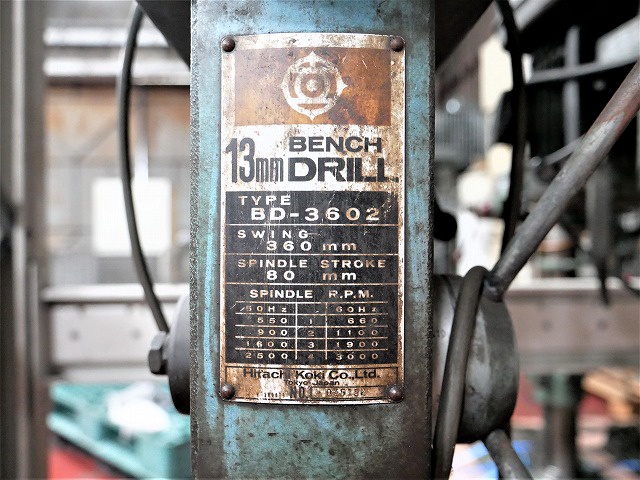 13mm BENCH DRILL
TYPE
BD-3602
SWING
360 mm
SPINDLE STROKE
80 mm
SPINDLE R.P.M.
50Hz 60Hz
550 1 660
900 2 1100
1600 3 1900
2500 4 3000
Hitachi Koki Co., Ltd.
Tokyo Japan
NO.